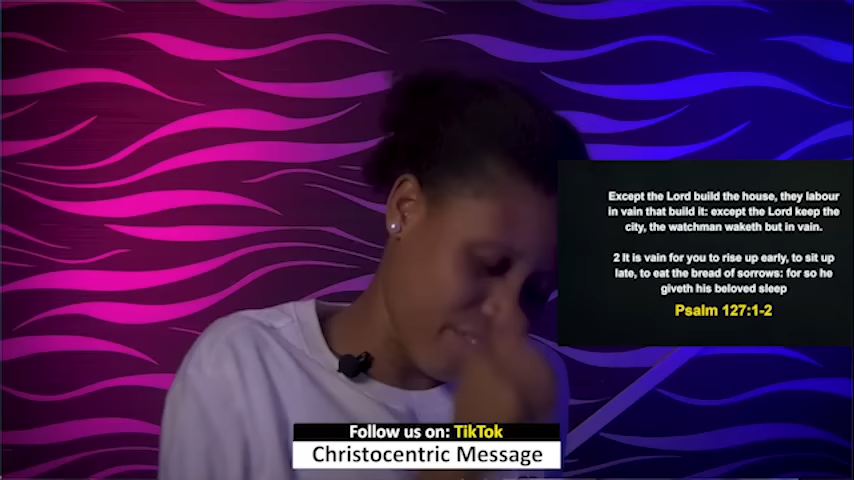 Except the Lord build the house, they labour
in vain that build it: except the Lord keep the
city, the watchman waketh but in vain.
2 It is vain for you to rise up early, to sit up
late, to eat the bread of sorrows: for so he
giveth his beloved sleep
Psalm 127:1-2
Follow us on: TikTok
Christocentric Message